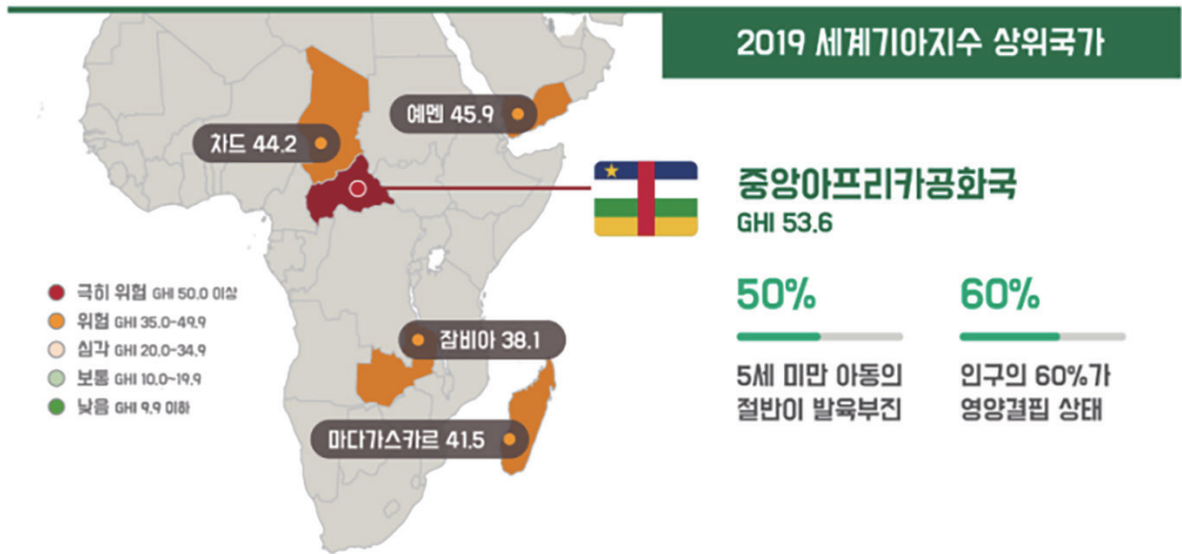 2019 세계기아지수 상위국가
예멘 45.9
차드 44.2
중앙아프리카공화국
GHI 53.6
극히 위험 GHI 50.0 이상
위험 GHI 35.0-49.9
심각 GHI 20.0-34.9
보통 GHI 10.0-19.9
낮음 GHI 9.9 이하
잠비아 38.1
마다가스카르 41.5
50%
5세 미만 아동의
절반이 발육부진
60%
인구의 60%가
영양결핍 상태